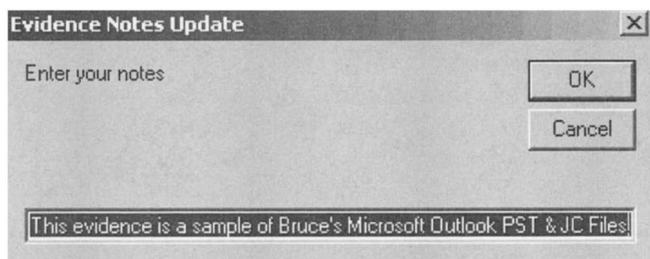 Evidence Notes Update
Enter your notes
OK
Cancel
This evidence is a sample of Bruce's Microsoft Outlook PST & JC Files